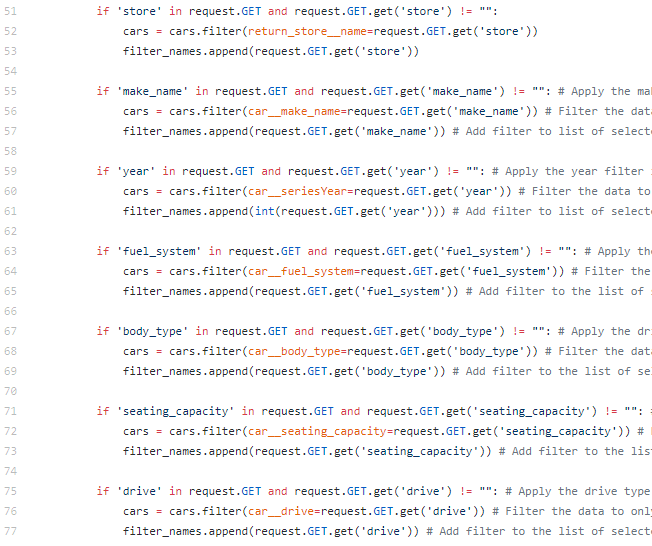 51 if 'store' in request.GET and request.GET.get('store') != "":
52 cars = cars.filter(return_store__name=request.GET.get('store'))
53 filter_names.append(request.GET.get('store'))
54
55 if 'make_name' in request.GET and request.GET.get('make_name') != "": # Apply the
56 cars = cars.filter(car__make_name=request.GET.get('make_name')) # Filter the
57 filter_names.append(request.GET.get('make_name')) # Add filter to list of
58
59 if 'year' in request.GET and request.GET.get('year') != "": # Apply the year filter
60 cars = cars.filter(car__seriesYear=request.GET.get('year')) # Filter the data to
61 filter_names.append(int(request.GET.get('year'))) # Add filter to list of
62
63 if 'fuel_system' in request.GET and request.GET.get('fuel_system') != "": # Apply
64 cars = cars.filter(car__fuel_system=request.GET.get('fuel_system')) # Filter the
65 filter_names.append(request.GET.get('fuel_system')) # Add filter to the list of
66
67 if 'body_type' in request.GET and request.GET.get('body_type') != "": # Apply the
68 cars = cars.filter(car__body_type=request.GET.get('body_type')) # Filter the
69 filter_names.append(request.GET.get('body_type')) # Add filter to the list of
70
71 if 'seating_capacity' in request.GET and request.GET.get('seating_capacity') != "":
72 cars = cars.filter(car__seating_capacity=request.GET.get('seating_capacity')) #
73 filter_names.append(request.GET.get('seating_capacity')) # Add filter to the
74
75 if 'drive' in request.GET and request.GET.get('drive') != "": # Apply the drive type
76 cars = cars.filter(car__drive=request.GET.get('drive')) # Filter the data to
77 filter_names.append(request.GET.get('drive')) # Add filter to the list of